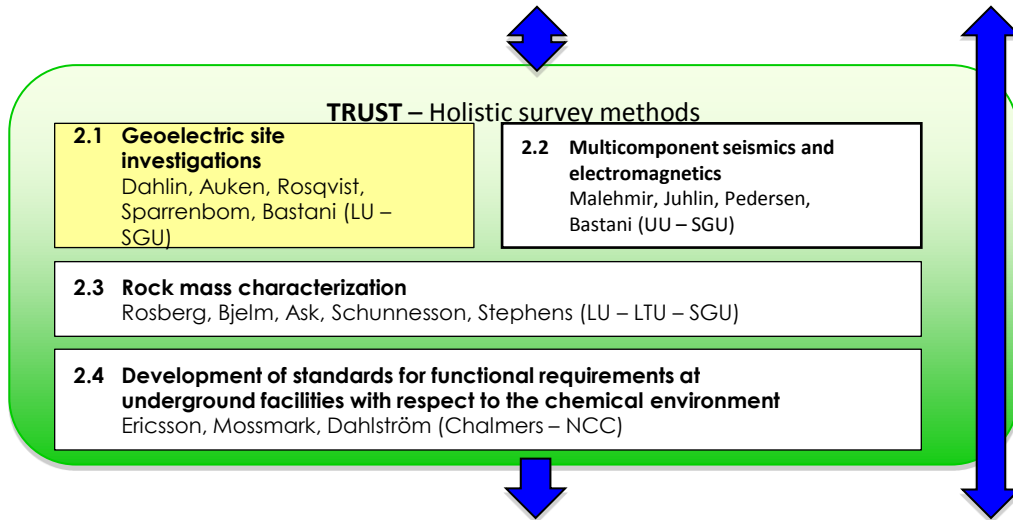 TRUST – Holistic survey methods
2.1 Geoelectric site
investigations
Dahlin, Auken, Rosqvist,
Sparrenbom, Bastani (LU –
SGU)
2.2 Multicomponent seismics and
electromagnetics
Malehmir, Juhlin, Pedersen,
Bastani (UU – SGU)
2.3 Rock mass characterization
Rosberg, Bjelm, Ask, Schunnesson, Stephens (LU – LTU – SGU)
2.4 Development of standards for functional requirements at
underground facilities with respect to the chemical environment
Ericsson, Mossmark, Dahlström (Chalmers – NCC)